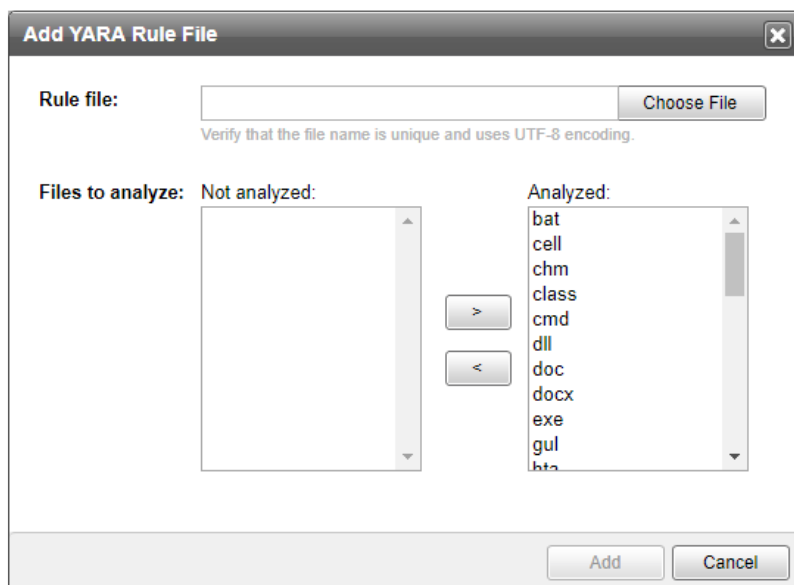 Add YARA Rule File
Rule file:
Choose File
Verify that the file name is unique and uses UTF-8 encoding.
Files to analyze:
Not analyzed:
Analyzed:
bat
cell
chm
class
cmd
dll
doc
docx
exe
gul
hta
>
<
Add
Cancel